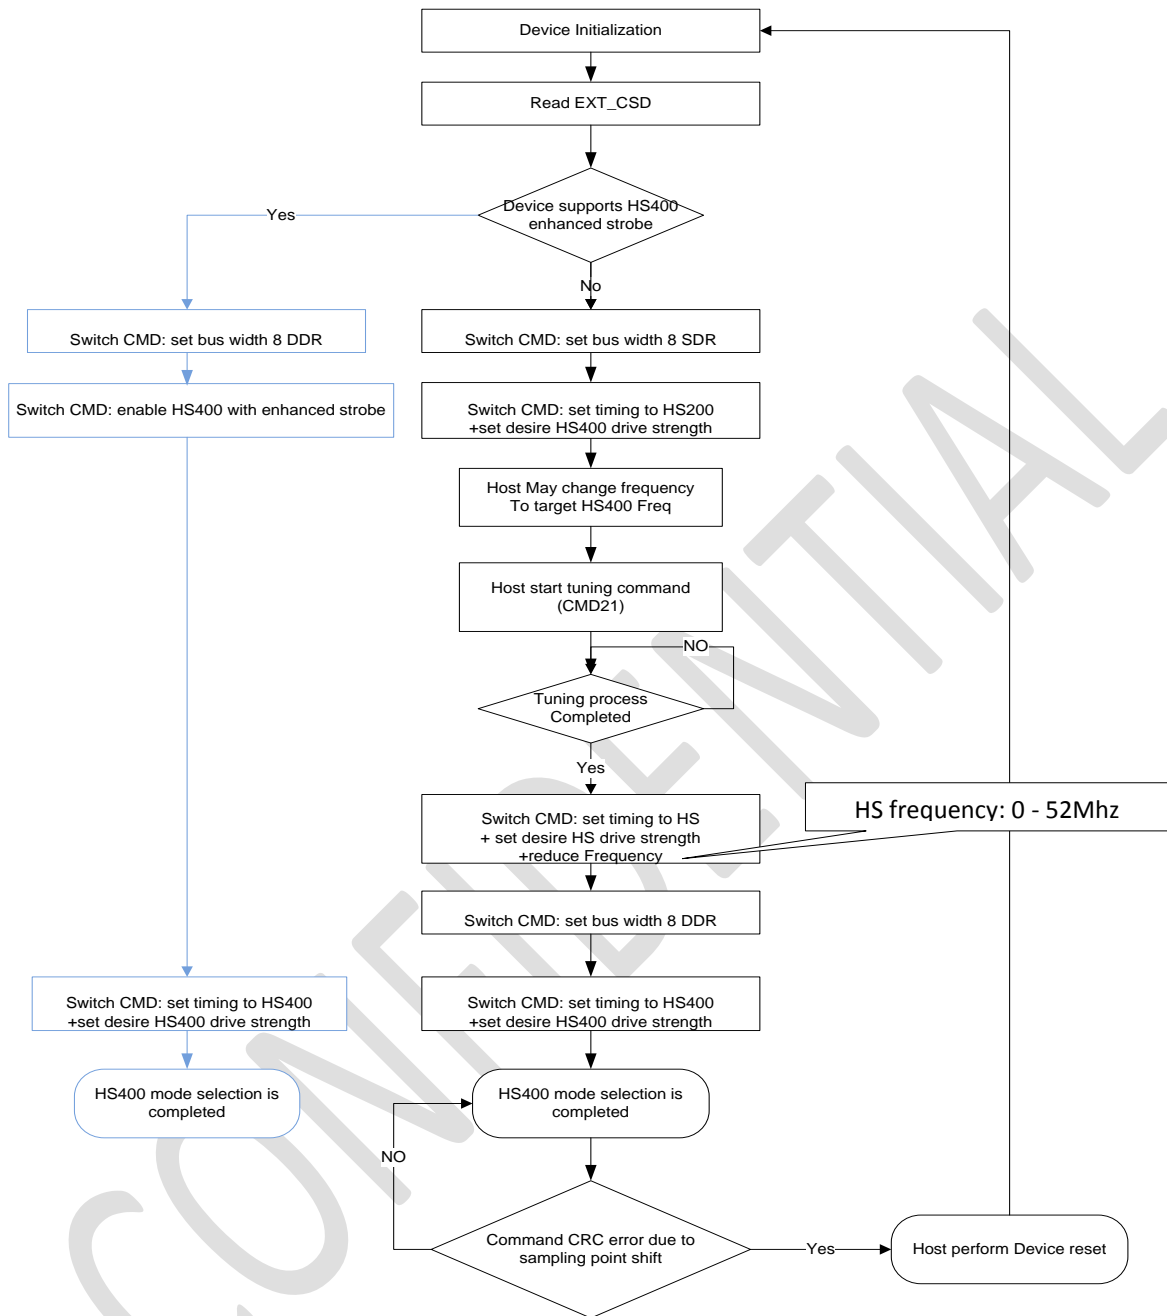 Device Initialization
Read EXT_CSD
Device supports HS400
enhanced strobe
Yes
No
Switch CMD: set bus width 8 DDR
Switch CMD: set bus width 8 SDR
Switch CMD: enable HS400 with enhanced strobe
Switch CMD: set timing to HS200
+set desire HS400 drive strength
Host May change frequency
To target HS400 Freq
Host start tuning command
(CMD21)
NO
Tuning process
Completed
Yes
Switch CMD: set timing to HS
+ set desire HS drive strength
+reduce Frequency
HS frequency: 0 - 52Mhz
Switch CMD: set bus width 8 DDR
Switch CMD: set timing to HS400
+set desire HS400 drive strength
Switch CMD: set timing to HS400
+set desire HS400 drive strength
HS400 mode selection is
completed
HS400 mode selection is
completed
NO
Command CRC error due to
sampling point shift
Yes
Host perform Device reset
CONFIDENTIAL